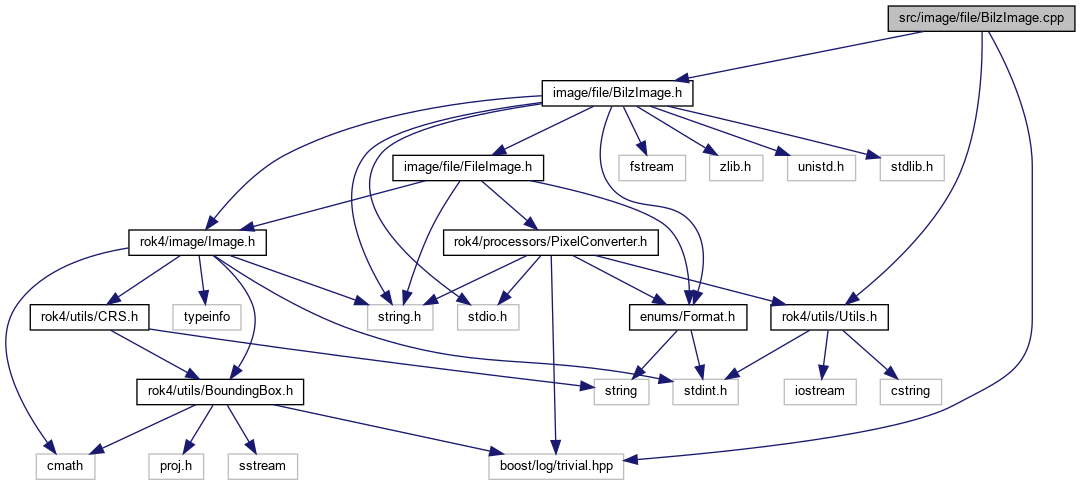 src/image/file/BilzImage.cpp
image/file/BilzImage.h
image/file/FileImage.h
fstream
zlib.h
unistd.h
stdlib.h
rok4/image/Image.h
rok4/processors/PixelConverter.h
rok4/utils/CRS.h
typeinfo
string.h
stdio.h
enums/Format.h
rok4/utils/Utils.h
rok4/utils/BoundingBox.h
string
stdint.h
iostream
cstring
cmath
proj.h
sstream
boost/log/trivial.hpp